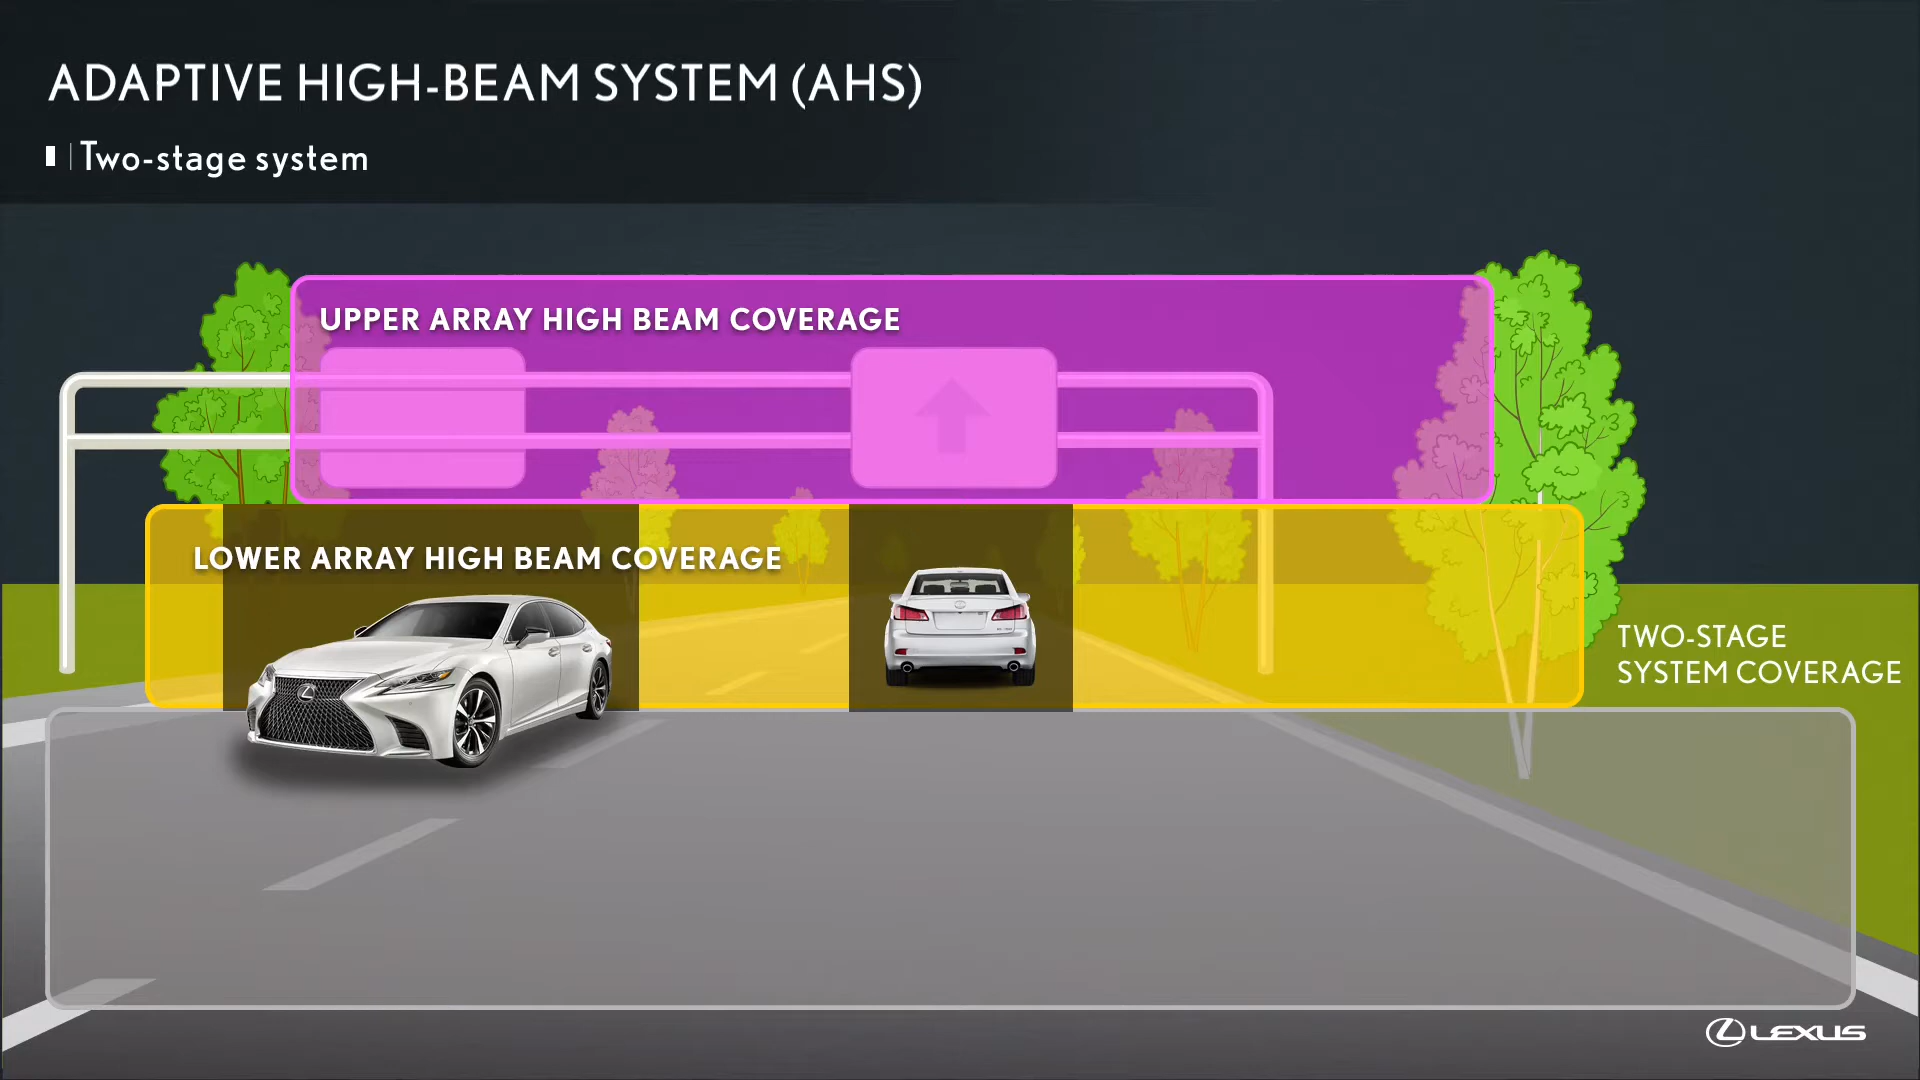 ADAPTIVE HIGH-BEAM SYSTEM (AHS)
Two-stage system
UPPER ARRAY HIGH BEAM COVERAGE
LOWER ARRAY HIGH BEAM COVERAGE
TWO-STAGE
SYSTEM COVERAGE
LEXUS